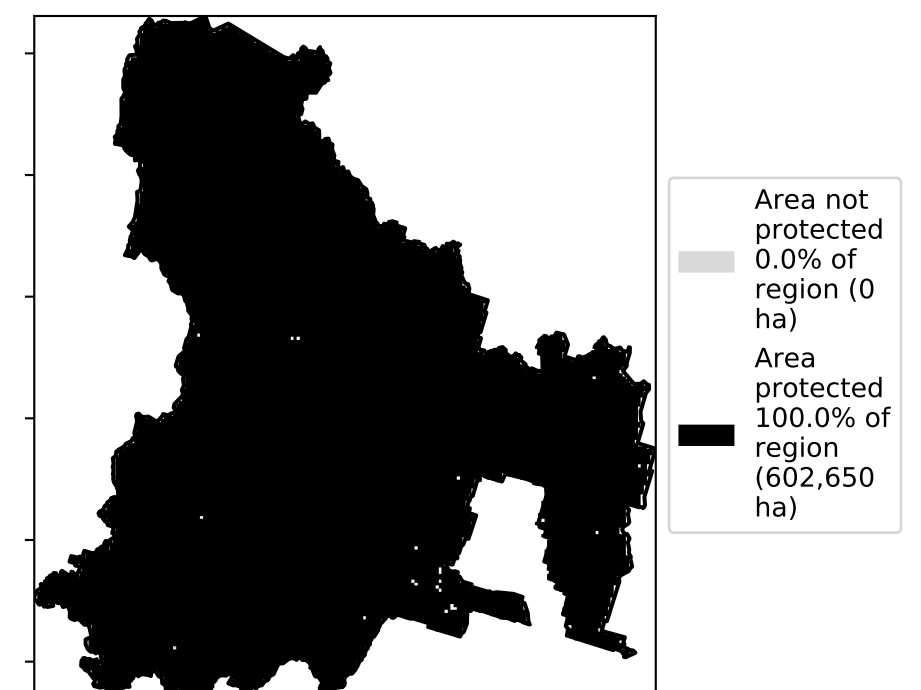 Area not
protected
0.0% of
region (0
ha)
Area
protected
100.0% of
region
(602,650
ha)